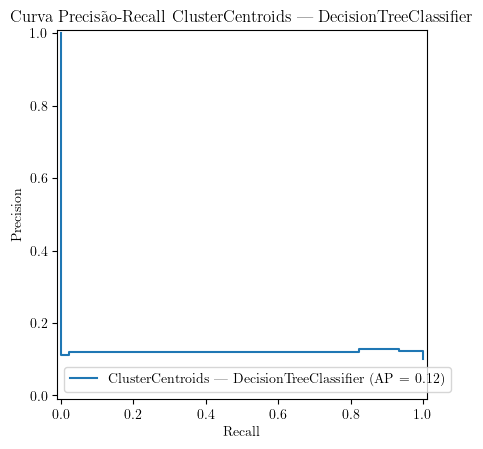 Curva Precisão-Recall ClusterCentroids — DecisionTreeClassifier
1.0
0.8
0.6
0.4
0.2
0.0
Precision
ClusterCentroids — DecisionTreeClassifier (AP = 0.12)
0.0 0.2 0.4 0.6 0.8 1.0
Recall